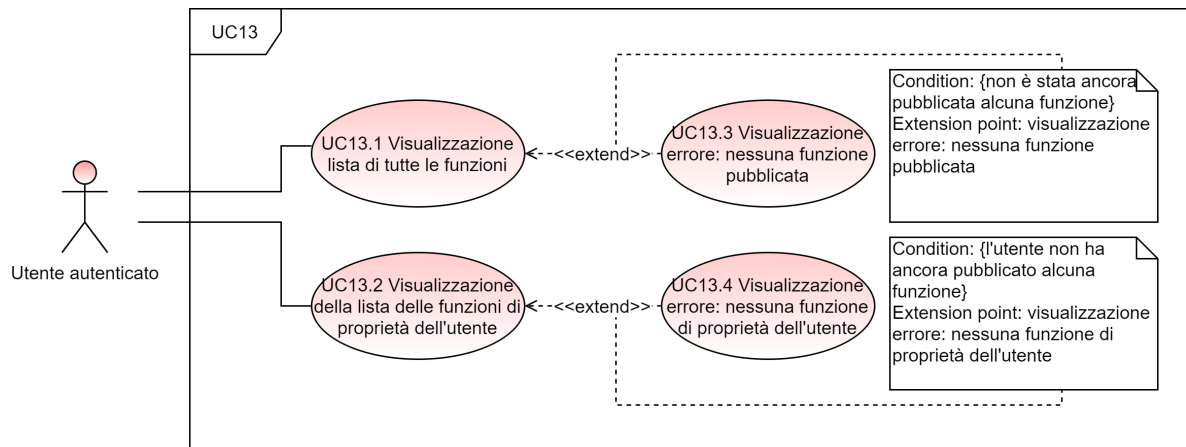 UC13
UC13.1 Visualizzazione
lista di tutte le funzioni
<<extend>>
UC13.3 Visualizzazione
errore: nessuna funzione
pubblicata
Condition: {non è stata ancora
pubblicata alcuna funzione}
Extension point: visualizzazione
errore: nessuna funzione
pubblicata
Utente autenticato
UC13.2 Visualizzazione
della lista delle funzioni di
proprietà dell'utente
<<extend>>
UC13.4 Visualizzazione
errore: nessuna funzione
di proprietà dell'utente
Condition: {l'utente non ha
ancora pubblicato alcuna
funzione}
Extension point: visualizzazione
errore: nessuna funzione di
proprietà dell'utente